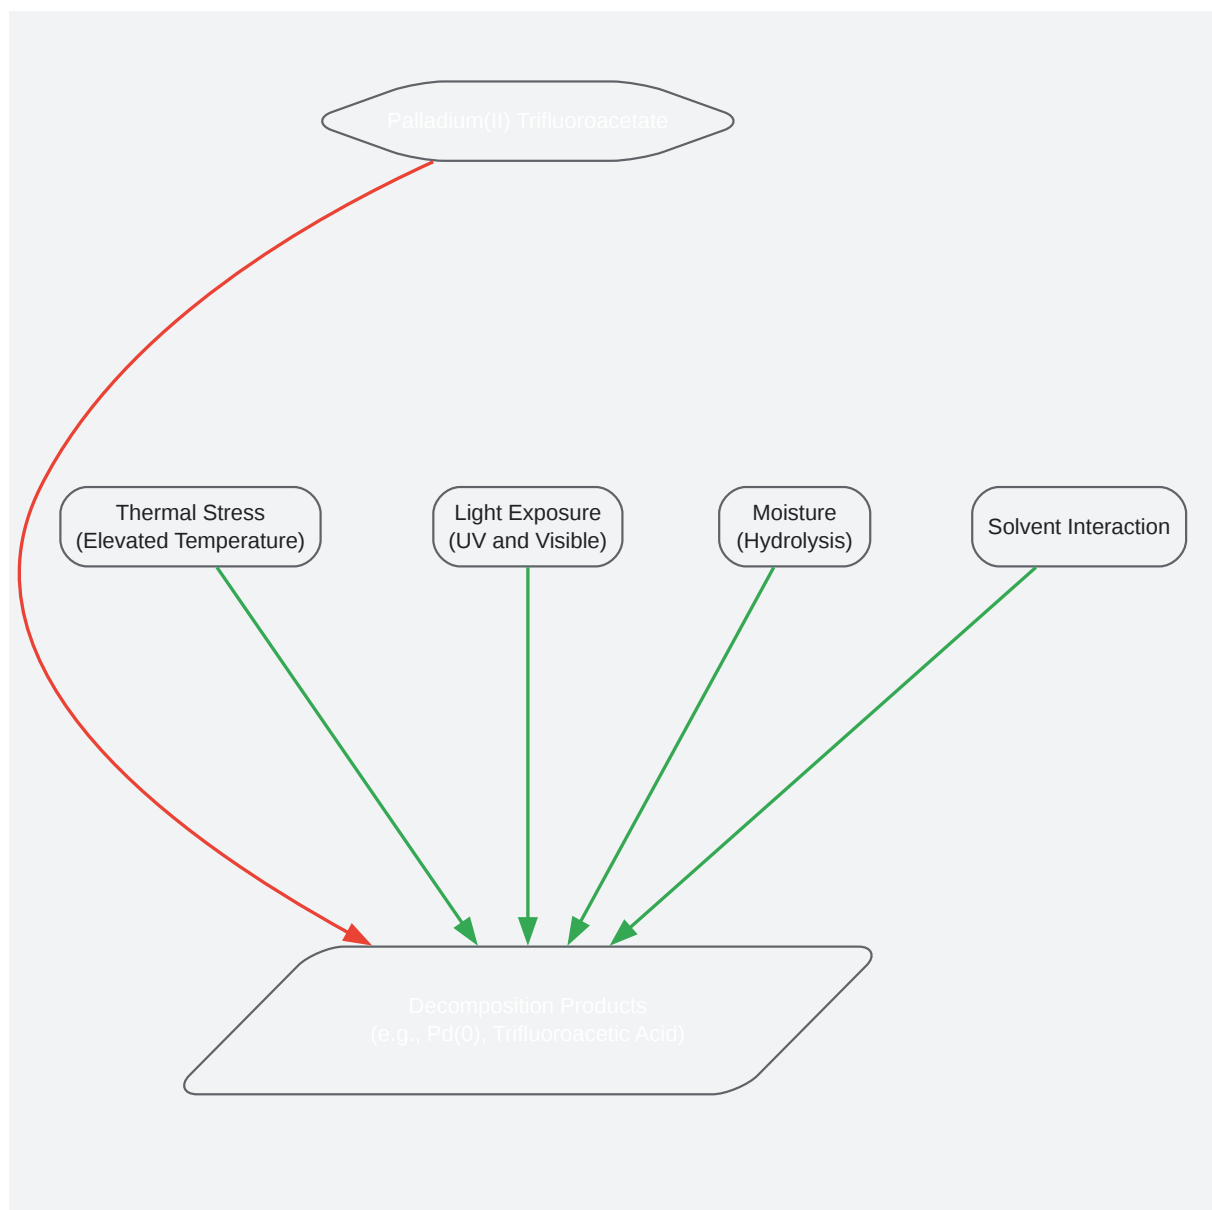 Palladium(II) Trifluoroacetate
Thermal Stress
(Elevated Temperature)
Light Exposure
(UV and Visible)
Moisture
(Hydrolysis)
Solvent Interaction
Decomposition Products
(e.g., Pd(0), Trifluoroacetic Acid)